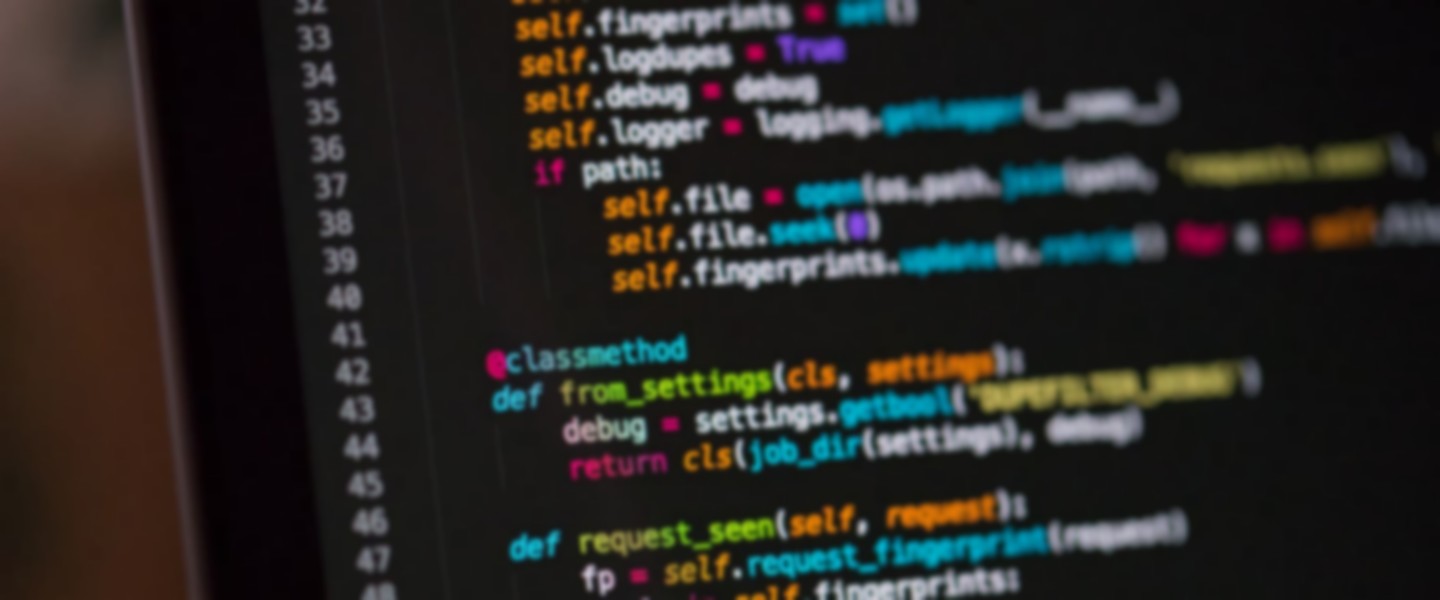 32
33 self.fingerprints = set()
34 self.logdupes = True
35 self.debug = debug
36 self.logger = logging.getLogger(__name__)
37 if path:
38 self.file = open(os.path.join(path, 'requests.seen'),
39 self.file.seek(0)
40 self.fingerprints.update(x.rstrip() for x in self.file
41
42 @classmethod
43 def from_settings(cls, settings):
44 debug = settings.getbool('DUPEFILTER_DEBUG')
45 return cls(job_dir(settings), debug)
46
47 def request_seen(self, request):
48 fp = self.request_fingerprint(request)
self.fingerprints: